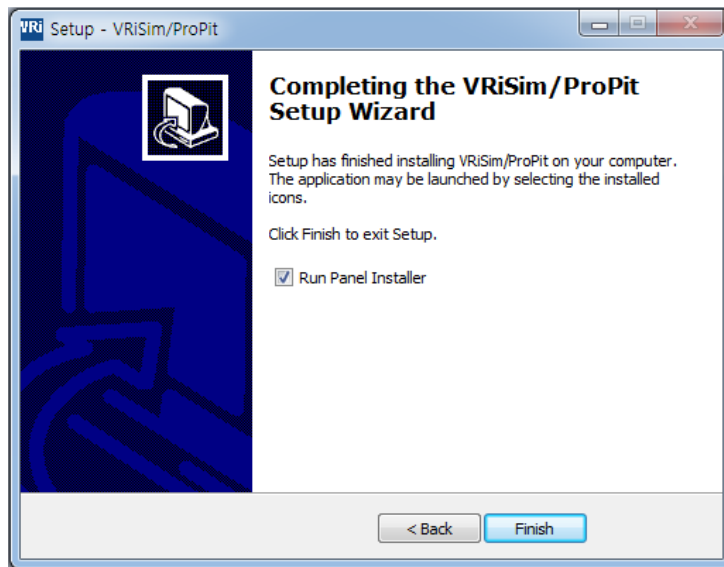 VRi Setup - VRiSim/ProPit
Completing the VRiSim/ProPit
Setup Wizard
Setup has finished installing VRiSim/ProPit on your computer.
The application may be launched by selecting the installed
icons.
Click Finish to exit Setup.
Run Panel Installer
< Back
Finish